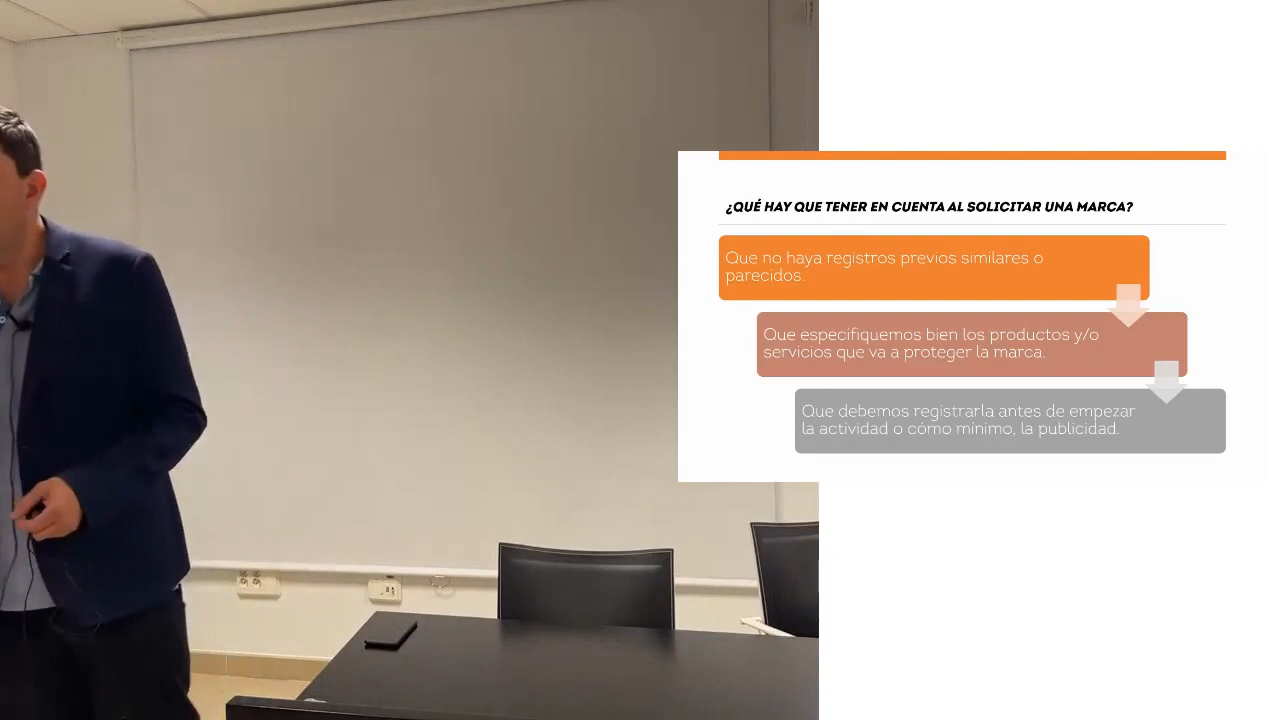 ¿QUÉ HAY QUE TENER EN CUENTA AL SOLICITAR UNA MARCA?
Que no haya registros previos similares o
parecidos.
Que especifiquemos bien los productos y/o
servicios que va a proteger la marca.
Que debemos registrarla antes de empezar
la actividad o cómo mínimo, la publicidad.